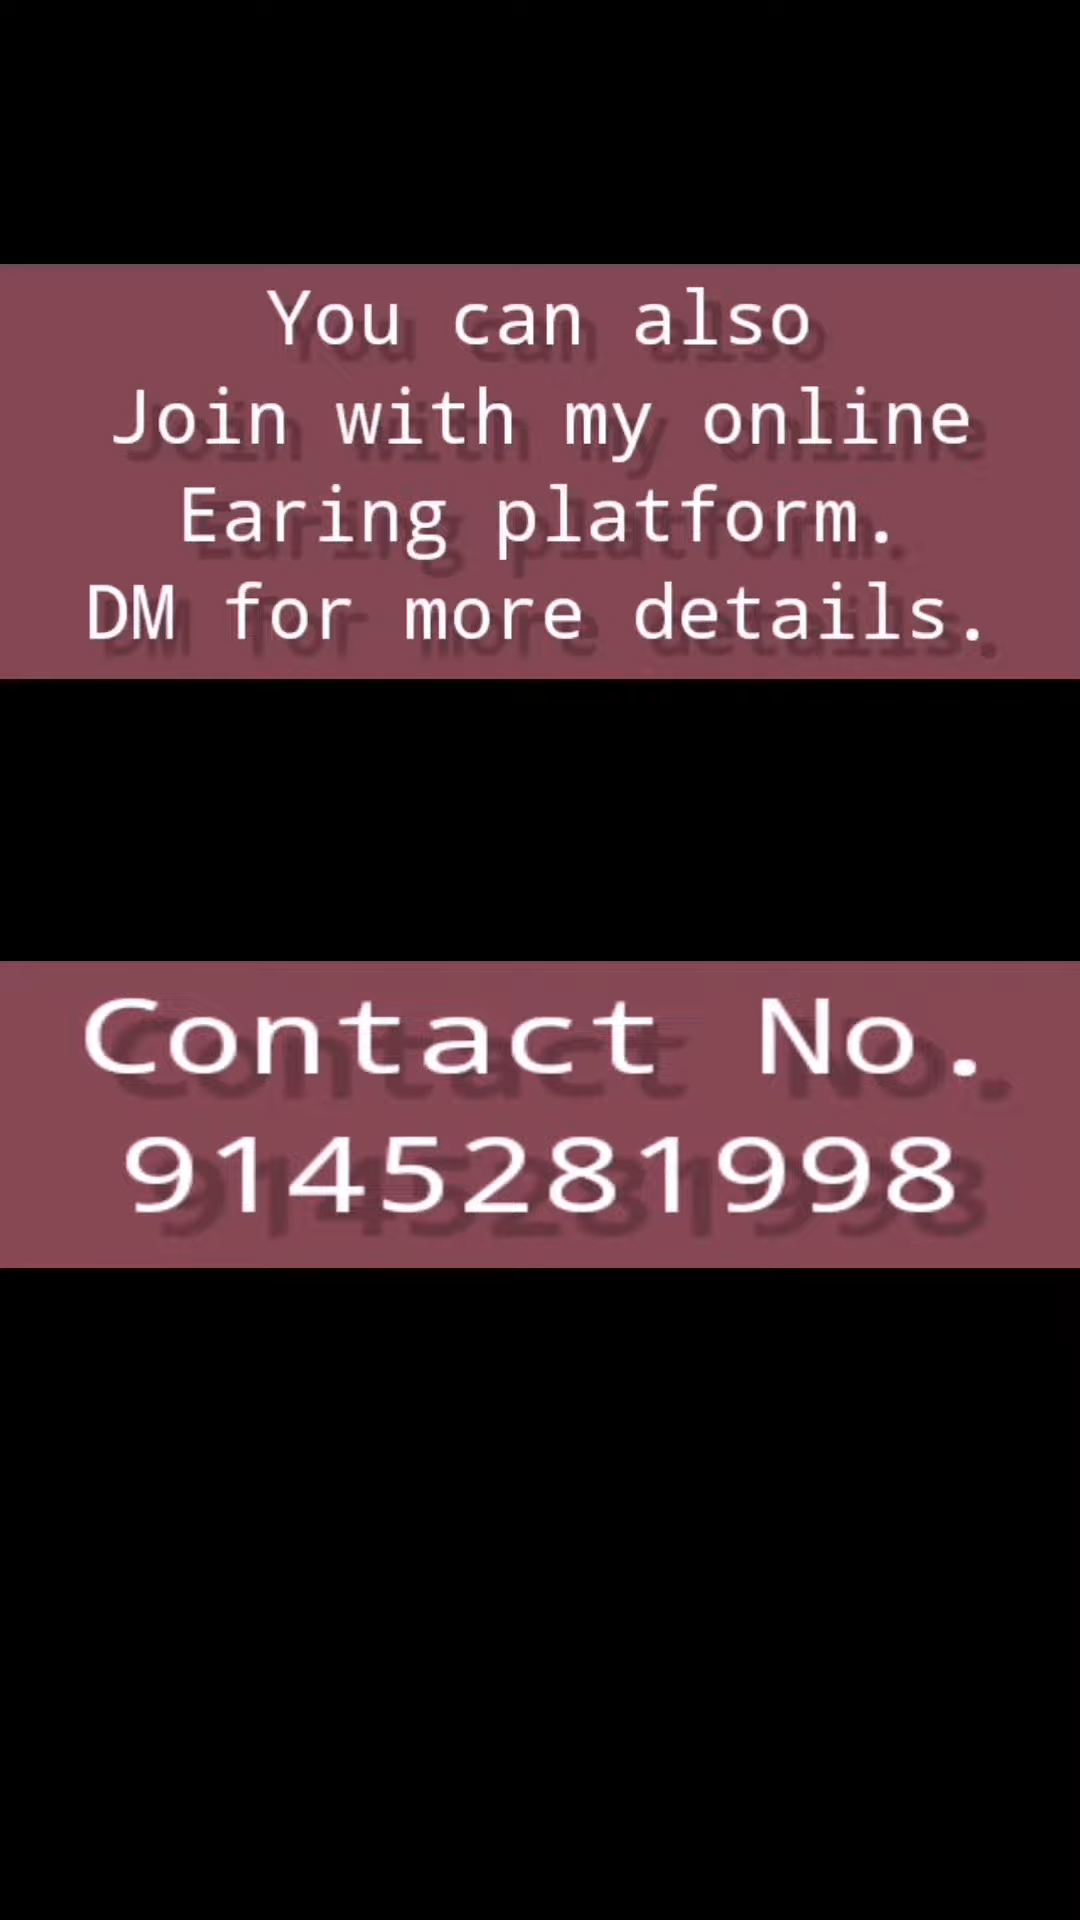 You can also
Join with my online
Earing platform.
DM for more details.
Contact No.
9145281998